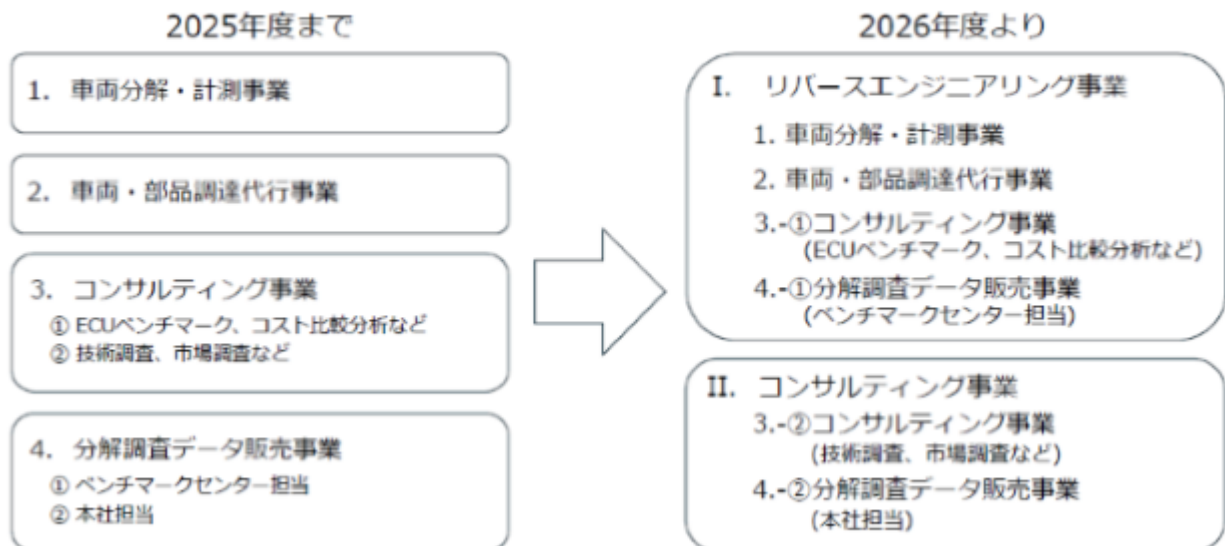 2025年度まで
1. 車両分解・計測事業
2. 車両・部品調達代行事業
3. コンサルティング事業
① ECUベンチマーク、コスト比較分析など
② 技術調査、市場調査など
4. 分解調査データ販売事業
① ベンチマークセンター担当
② 本社担当
2026年度より
I. リバースエンジニアリング事業
1. 車両分解・計測事業
2. 車両・部品調達代行事業
3.-①コンサルティング事業
(ECUベンチマーク、コスト比較分析など)
4.-①分解調査データ販売事業
(ベンチマークセンター担当)
II. コンサルティング事業
3.-②コンサルティング事業
(技術調査、市場調査など)
4.-②分解調査データ販売事業
(本社担当)